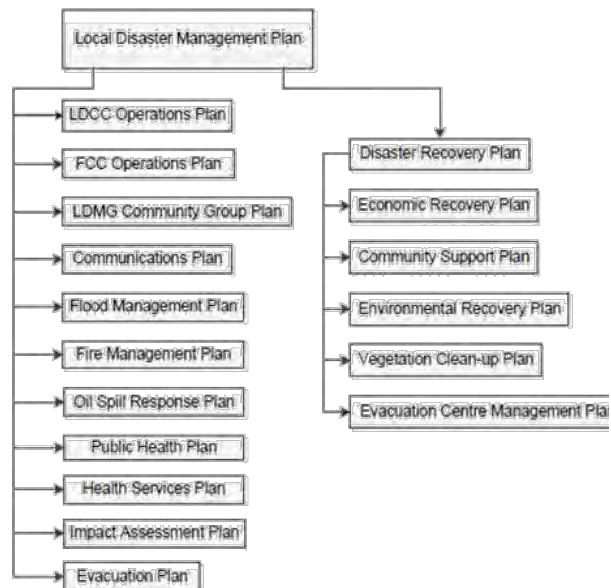 Local Disaster Management Plan
LDCC Operations Plan
FCC Operations Plan
LDMG Community Group Plan
Communications Plan
Flood Management Plan
Fire Management Plan
Oil Spill Response Plan
Public Health Plan
Health Services Plan
Impact Assessment Plan
Evacuation Plan
Disaster Recovery Plan
Economic Recovery Plan
Community Support Plan
Environmental Recovery Plan
Vegetation Clean-up Plan
Evacuation Centre Management Plan